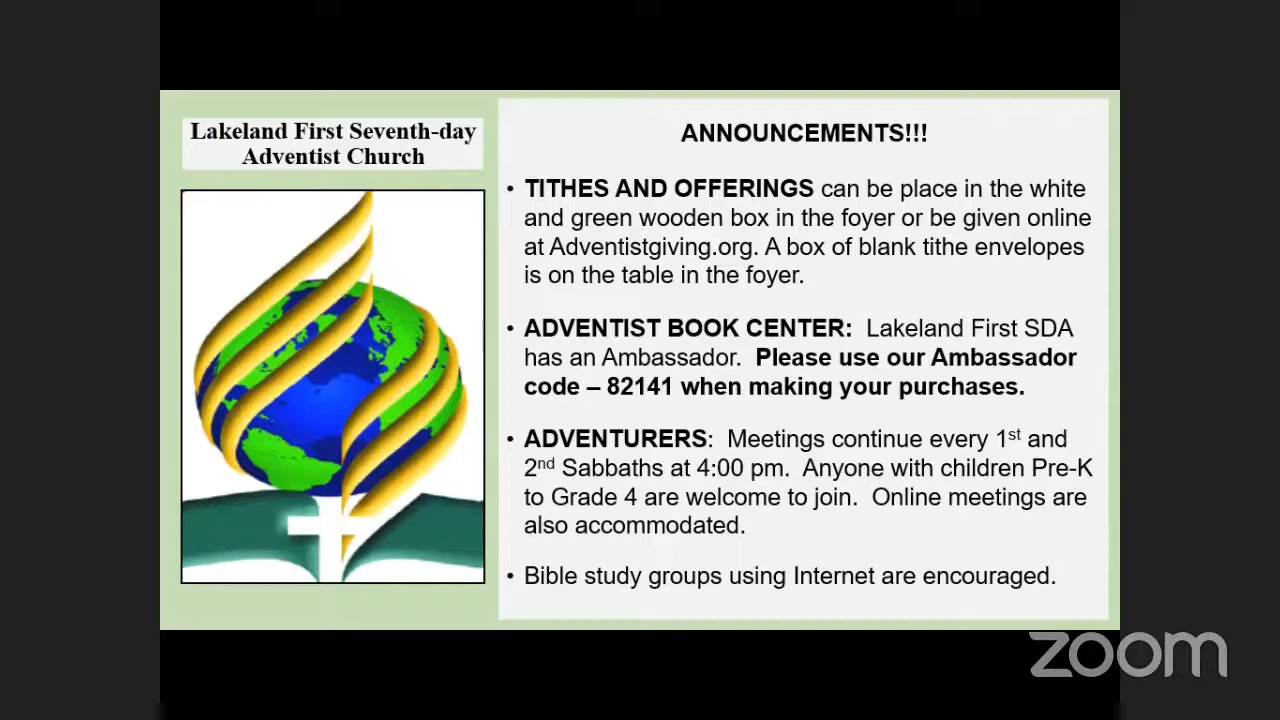 Lakeland First Seventh-day
Adventist Church
ANNOUNCEMENTS!!!
• TITHES AND OFFERINGS can be place in the white
and green wooden box in the foyer or be given online
at Adventistgiving.org. A box of blank tithe envelopes
is on the table in the foyer.
• ADVENTIST BOOK CENTER: Lakeland First SDA
has an Ambassador. Please use our Ambassador
code – 82141 when making your purchases.
• ADVENTURERS: Meetings continue every 1st and
2nd Sabbaths at 4:00 pm. Anyone with children Pre-K
to Grade 4 are welcome to join. Online meetings are
also accommodated.
• Bible study groups using Internet are encouraged.
zoom